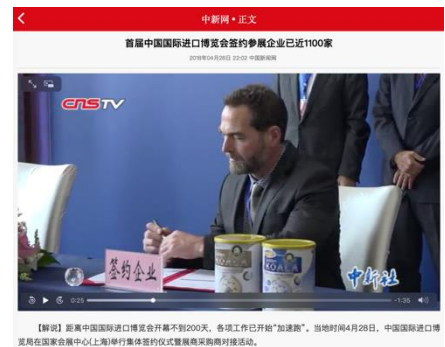 中新网 • 正文
首届中国国际进口博览会签约参展企业已近1100家
2018年04月28日 22:02 中国新闻网
CNSTV
签约企业
KOALA
中新社
0:25
-1:35
【解说】距离中国国际进口博览会开幕不到200天，各项工作已开始“加速跑”。当地时间4月28日，中国国际进口博
览局在国家会展中心(上海)举行集体签约仪式暨展商采购商对接活动。